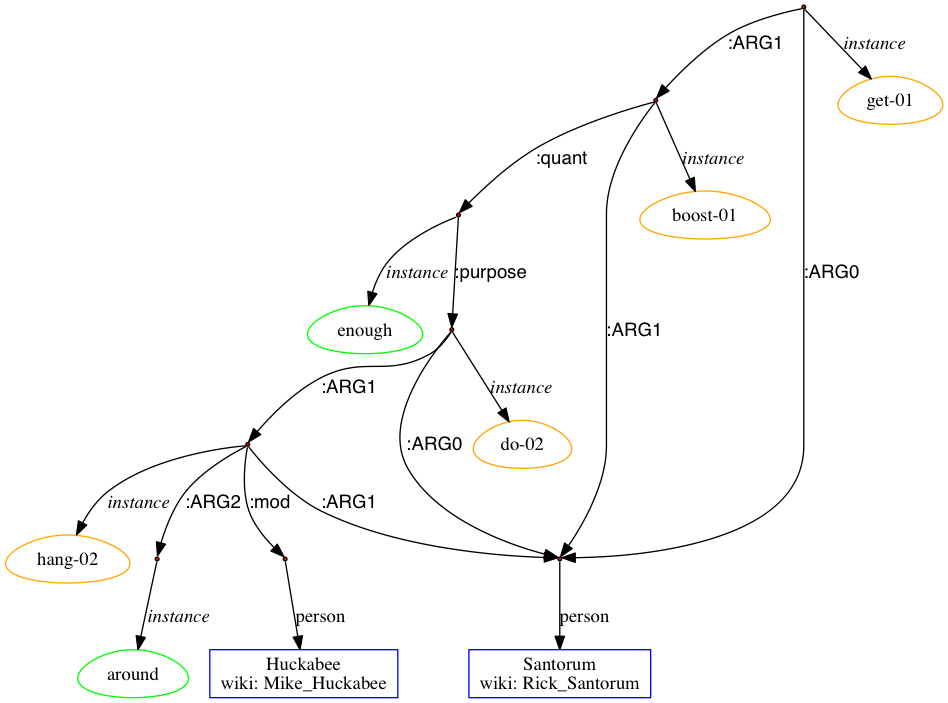 :ARG1
instance
get-01
:quant
instance
boost-01
instance
:purpose
:ARG0
enough
:ARG1
:ARG1
instance
:ARG0
do-02
instance
:ARG2
:mod
:ARG1
hang-02
instance
person
person
around
Huckabee
wiki: Mike_Huckabee
Santorum
wiki: Rick_Santorum